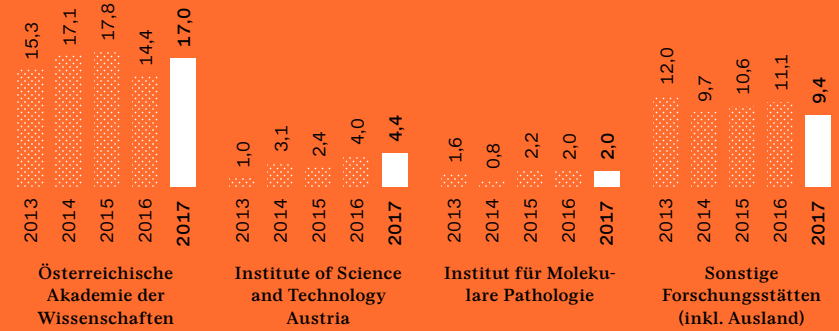 15,3 17,1 17,8 14,4 17,0
2013 2014 2015 2016 2017
Österreichische
Akademie der
Wissenschaften
1,0 3,1 2,4 4,0 4,4
2013 2014 2015 2016 2017
Institute of Science
and Technology
Austria
1,6 0,8 2,2 2,0 2,0
2013 2014 2015 2016 2017
Institut für Moleku-
lare Pathologie
12,0 9,7 10,6 11,1 9,4
2013 2014 2015 2016 2017
Sonstige
Forschungsstätten
(inkl. Ausland)